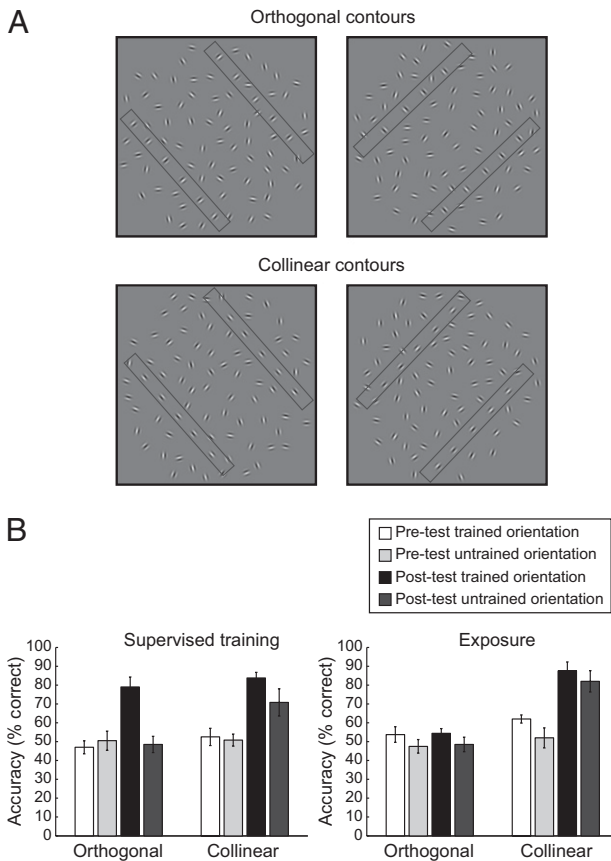 A
Orthogonal contours
Collinear contours
B
Pre-test trained orientation
Pre-test untrained orientation
Post-test trained orientation
Post-test untrained orientation
Supervised training
Accuracy (% correct)
100
90
80
70
60
50
40
30
20
10
0
Orthogonal
Collinear
Exposure
Accuracy (% correct)
100
90
80
70
60
50
40
30
20
10
0
Orthogonal
Collinear